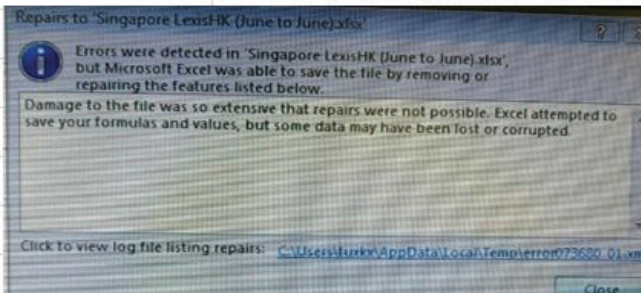 Repairs to 'Singapore LexisHK (June to June).xlsx'
Errors were detected in 'Singapore LexisHK (June to June).xlsx',
but Microsoft Excel was able to save the file by removing or
repairing the features listed below.
Damage to the file was so extensive that repairs were not possible. Excel attempted to
save your formulas and values, but some data may have been lost or corrupted.
Click to view log file listing repairs: 
Close